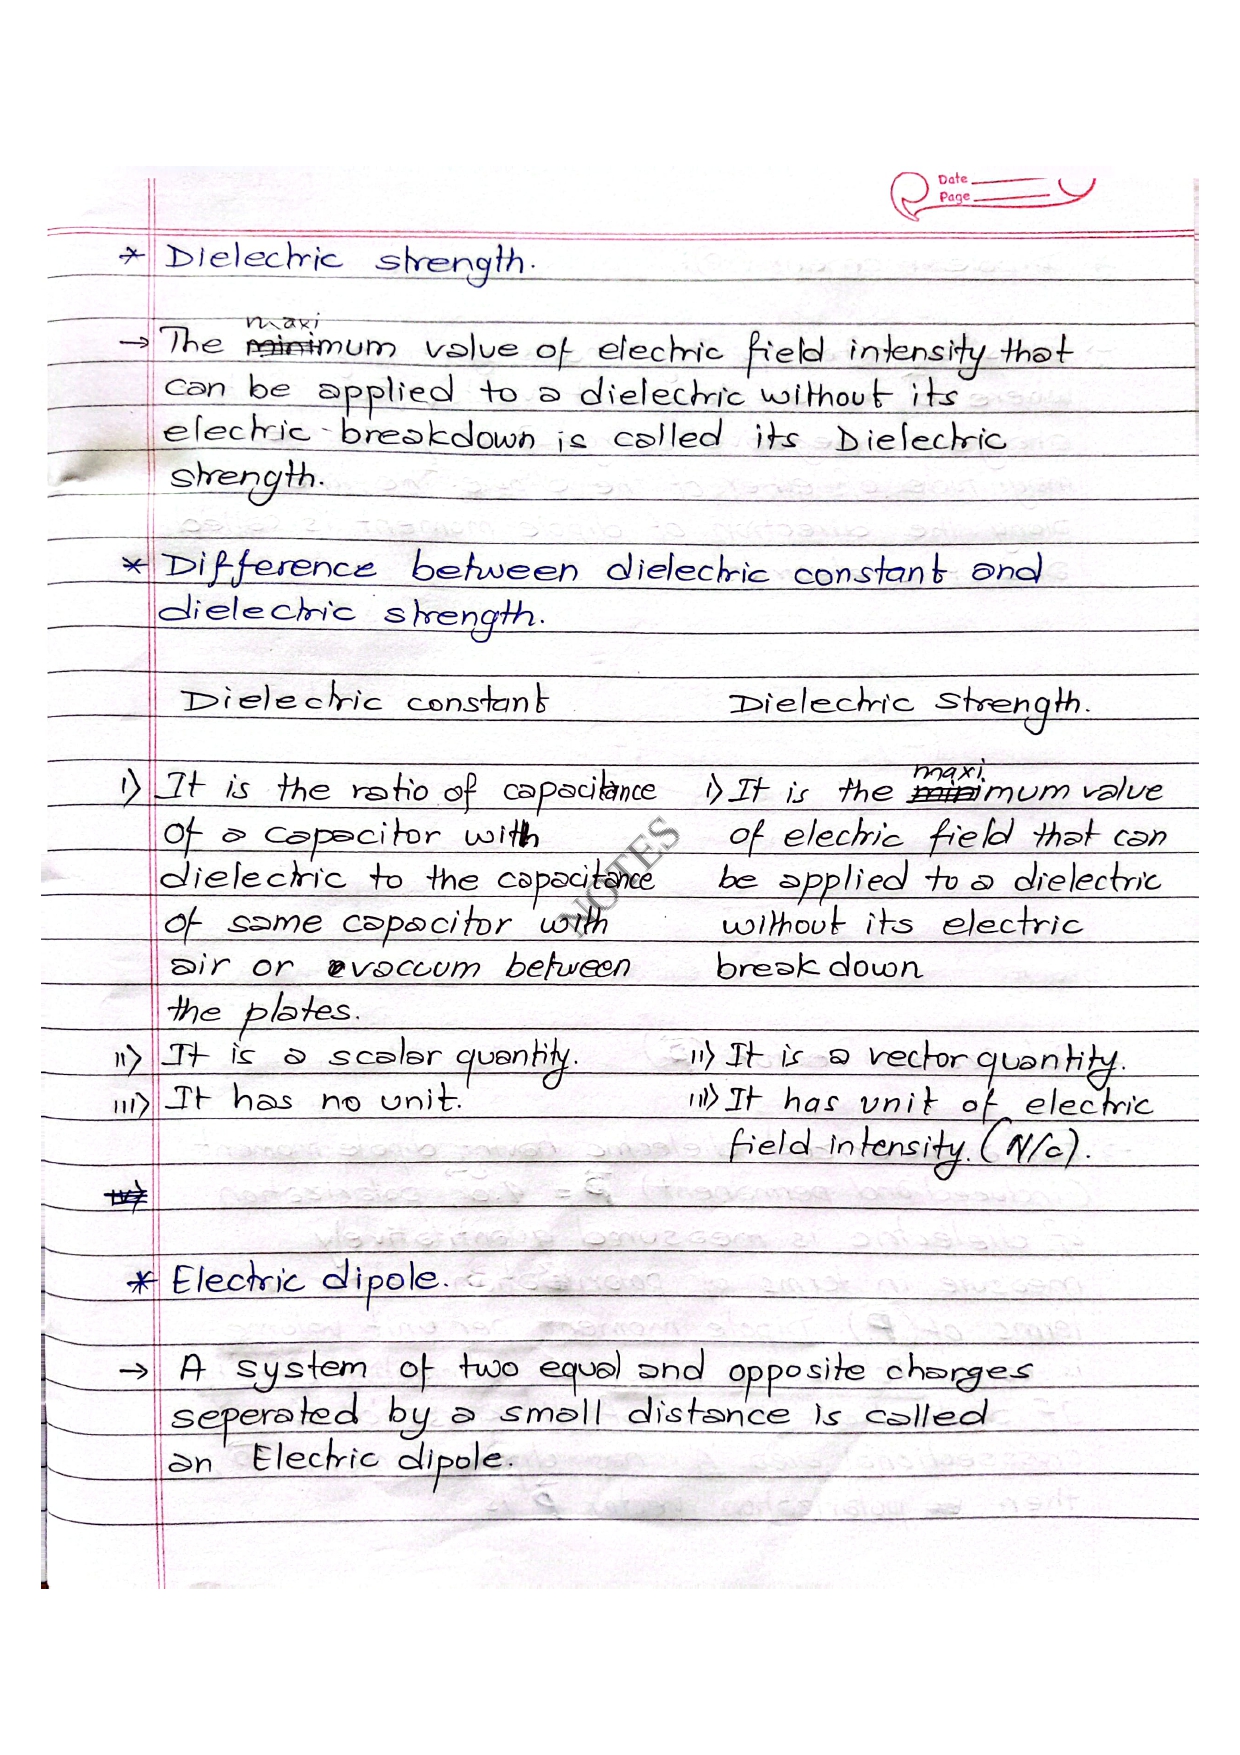 Date
Page
* Dielectric strength.
maxi
→ The minimum value of electric field intensity that
can be applied to a dielectric without its
electric breakdown is called its Dielectric
strength.
* Difference between dielectric constant and
dielectric strength.
Dielectric constant
Dielectric Strength.
i) It is the ratio of capacitance
of a capacitor with
dielectric to the capacitance
of same capacitor with
air or vaccum between
the plates.
ii) It is a scalar quantity.
iii) It has no unit.
maxi
i) It is the minimum value
of electric field that can
be applied to a dielectric
without its electric
break down
ii) It is a vector quantity.
iii) It has unit of electric
field intensity. (N/c).
NOTES
* Electric dipole.
→ A system of two equal and opposite charges
seperated by a small distance is called
an Electric dipole.